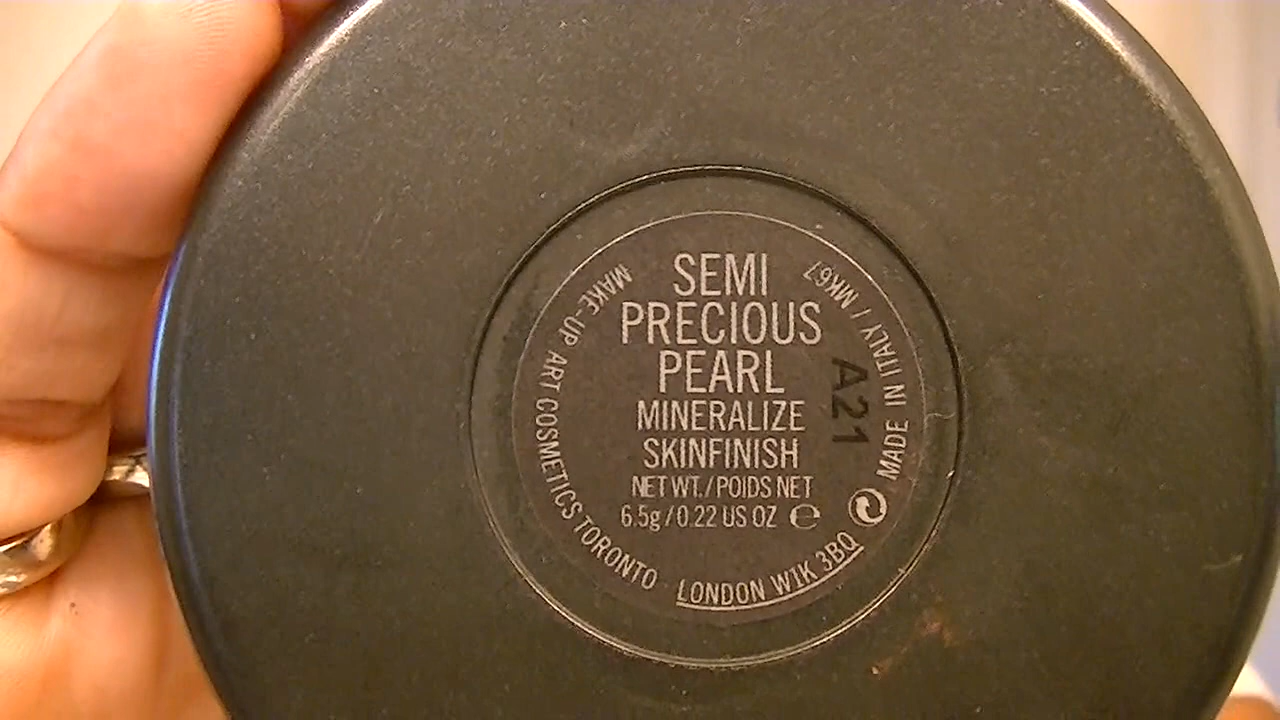 SEMI
PRECIOUS
PEARL
MINERALIZE
SKINFINISH
NET WT./POIDS NET
6.5g/0.22 US OZ ℮
MAKE-UP ART COSMETICS TORONTO
LONDON W1K 3BQ
MADE IN ITALY / MK67
A21